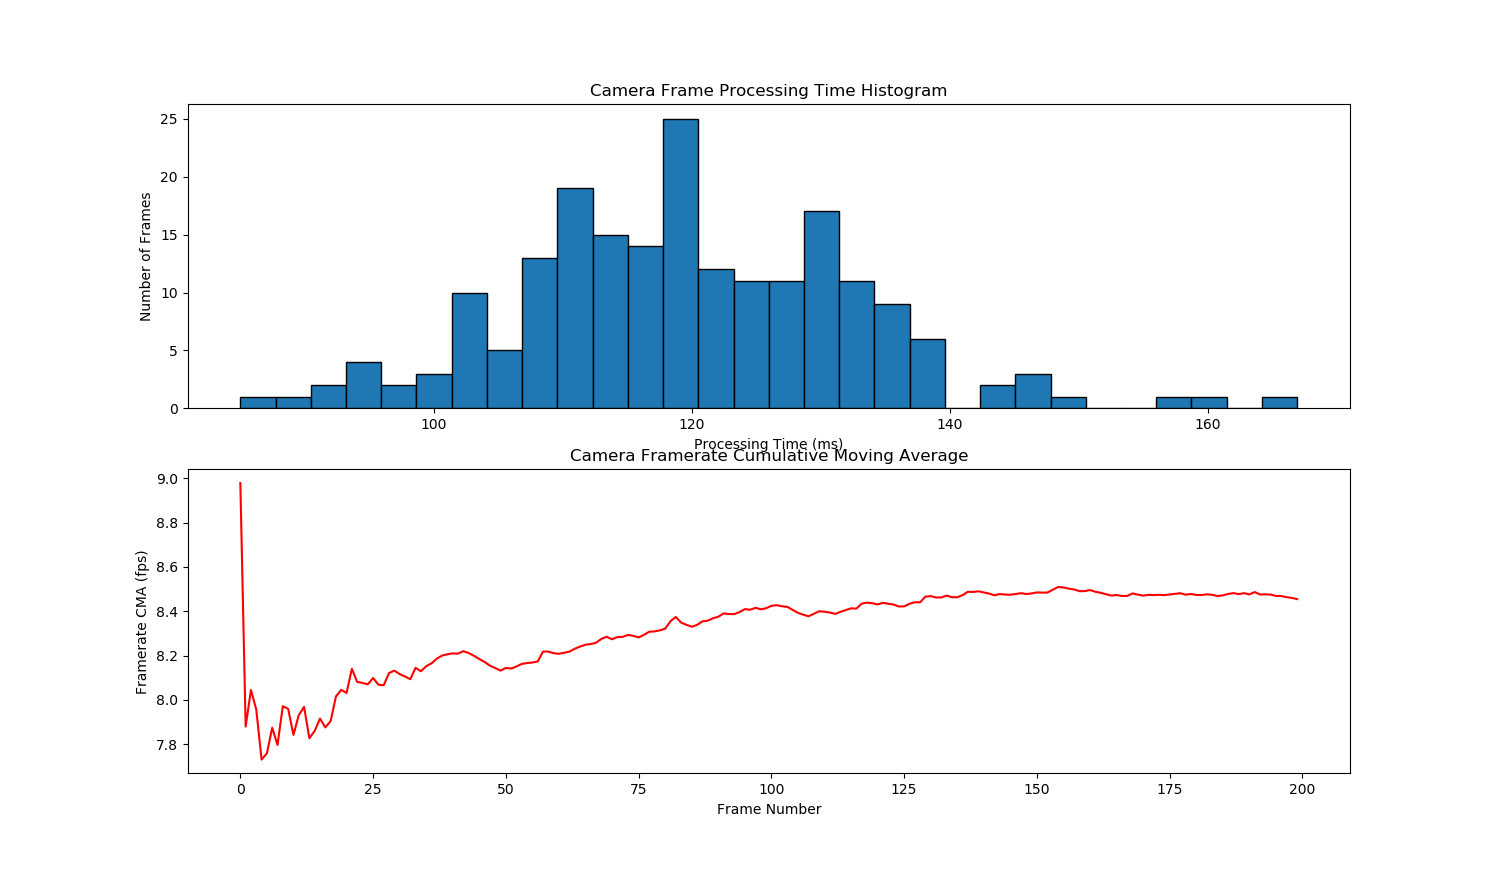 Camera Frame Processing Time Histogram
Number of Frames
25
20
15
10
5
0
100 120 140 160
Processing Time (ms)
Camera Framerate Cumulative Moving Average
Framerate CMA (fps)
9.0
8.8
8.6
8.4
8.2
8.0
7.8
0 25 50 75 100 125 150 175 200
Frame Number